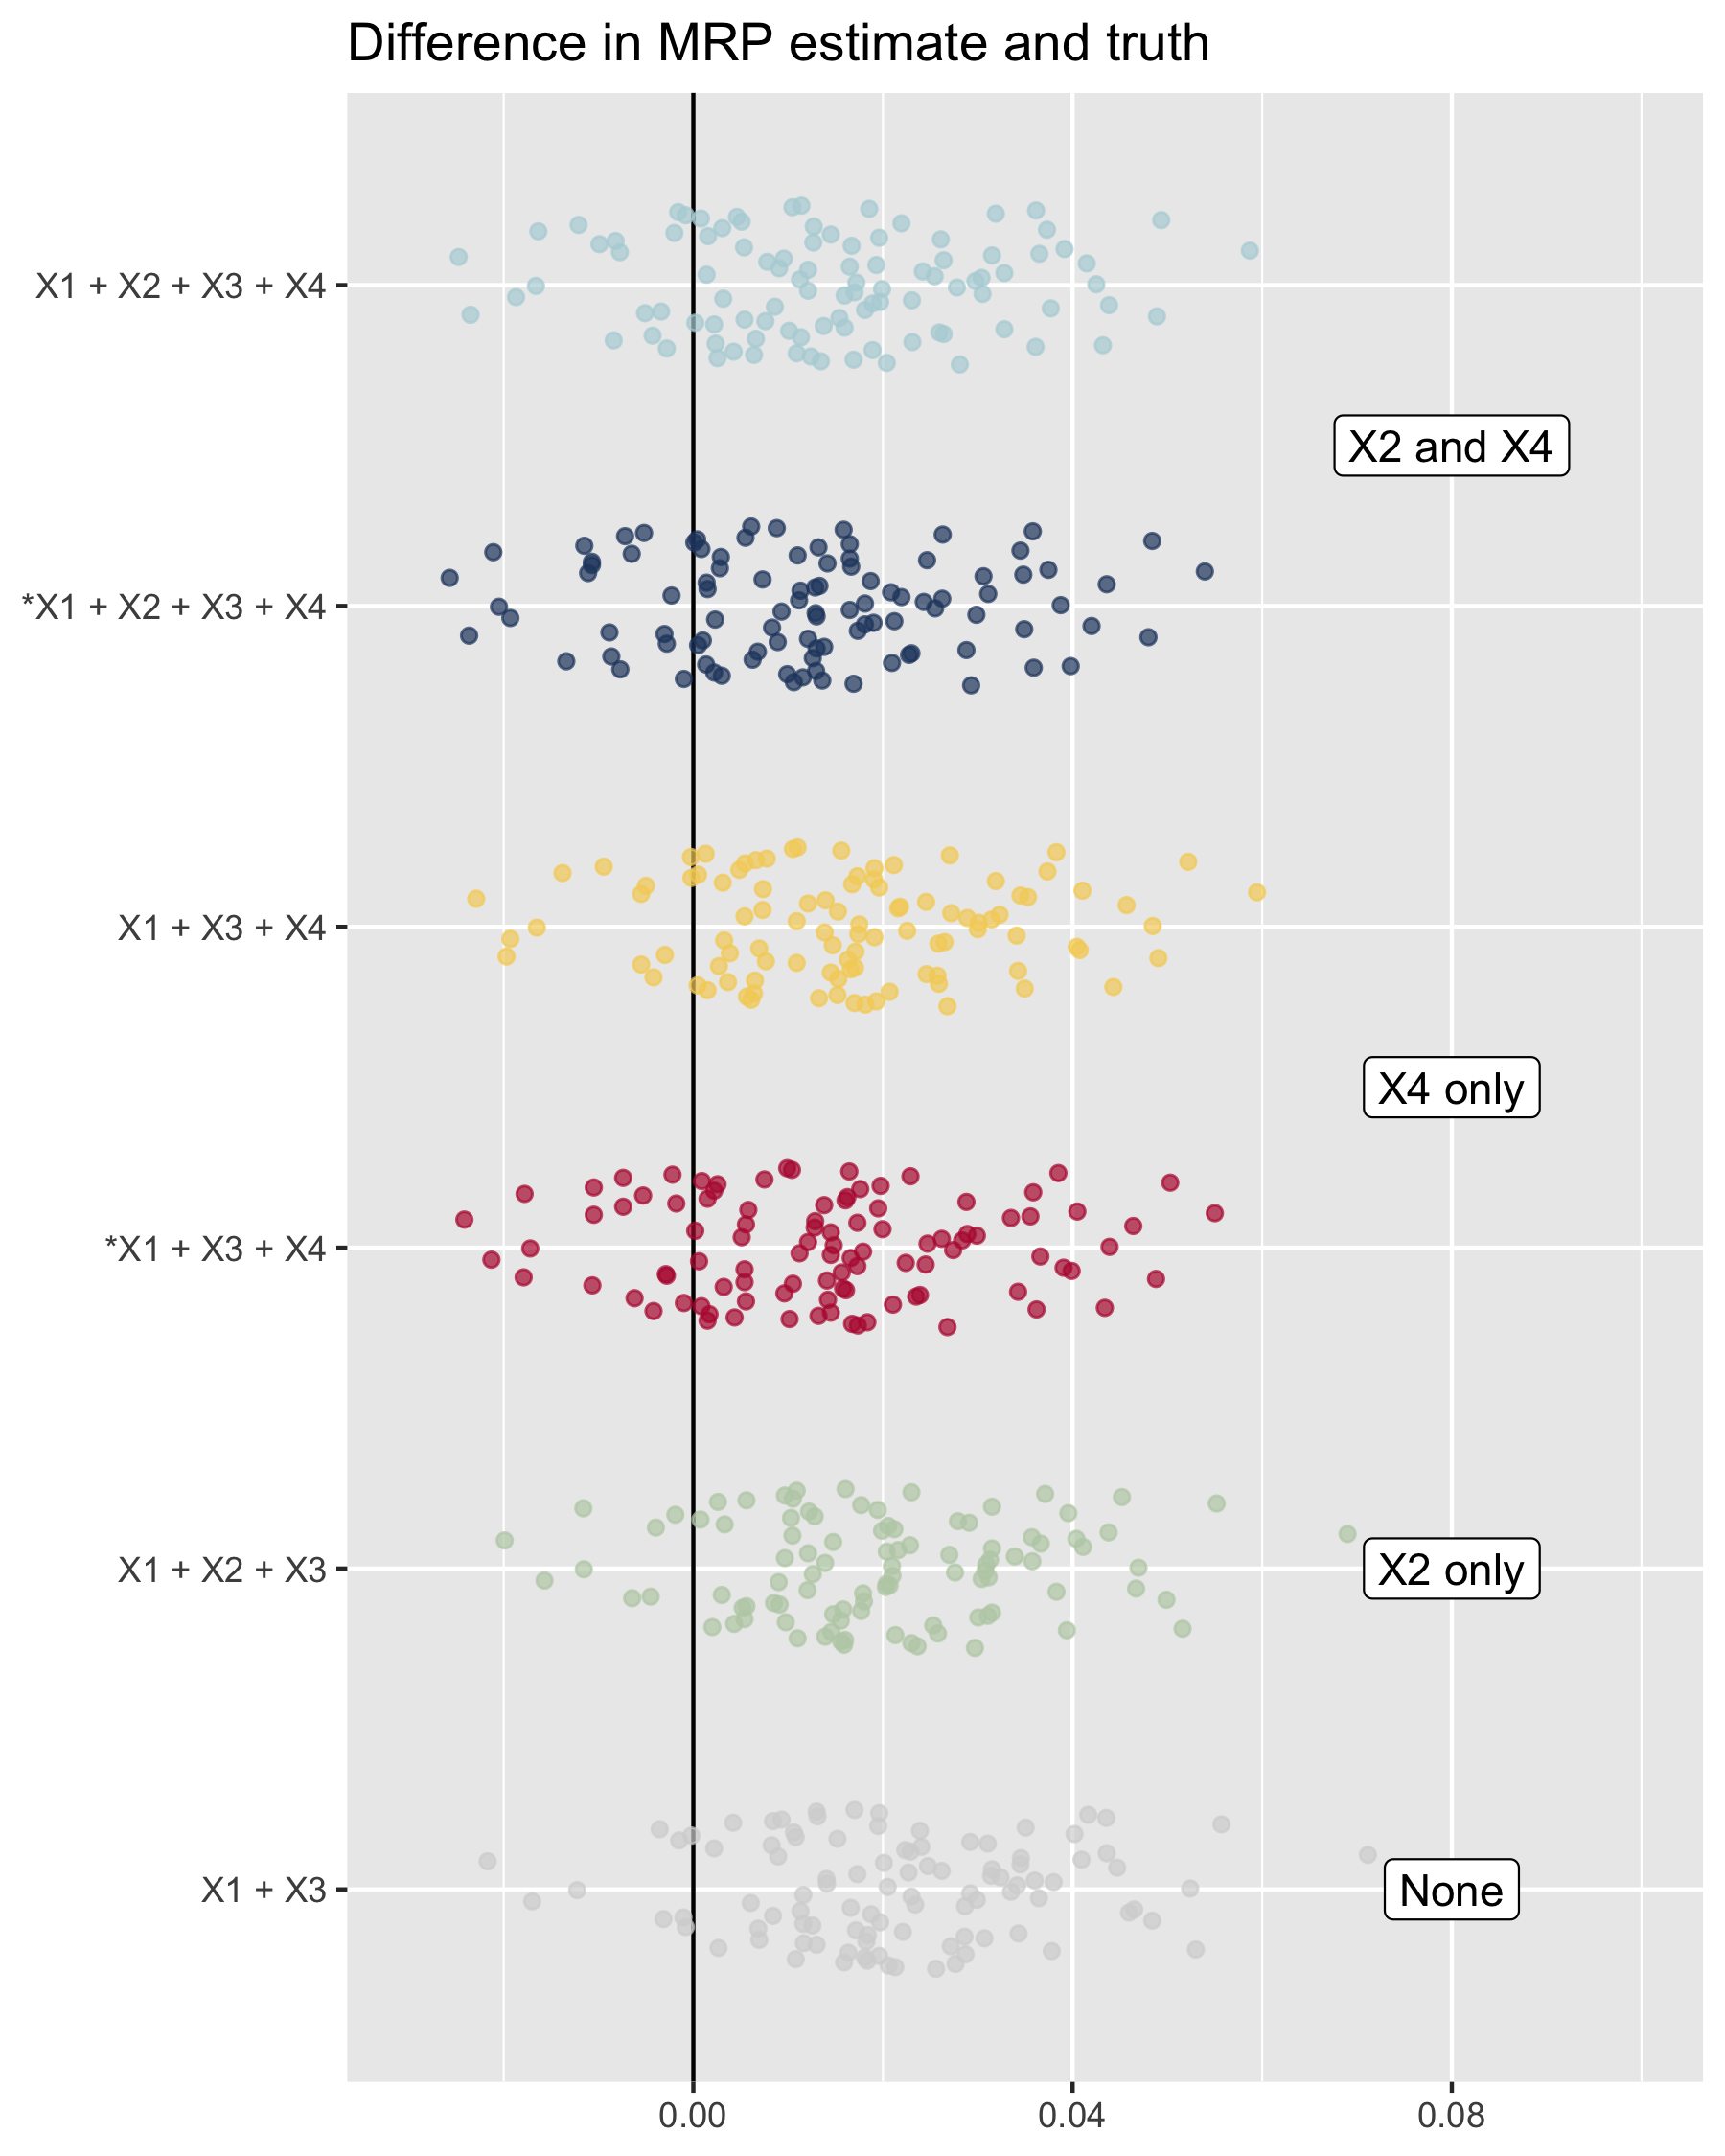 Difference in MRP estimate and truth
X1 + X2 + X3 + X4
X2 and X4
*X1 + X2 + X3 + X4
X1 + X3 + X4
X4 only
*X1 + X3 + X4
X1 + X2 + X3
X2 only
X1 + X3
None
0.00 0.04 0.08